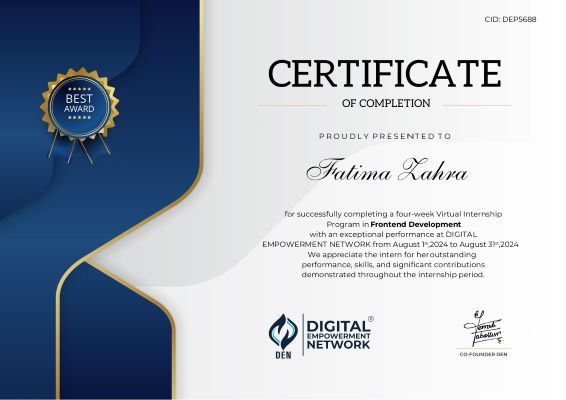 CID: DEP5688
CERTIFICATE
OF COMPLETION
BEST
AWARD
PROUDLY PRESENTED TO
Fatima Zahra
for successfully completing a four-week Virtual Internship
Program in Frontend Development
with an exceptional performance at DIGITAL
EMPOWERMENT NETWORK from August 1st,2024 to August 31st,2024
We appreciate the intern for heroutstanding
performance, skills, and significant contributions
demonstrated throughout the internship period.
DEN
DIGITAL
EMPOWERMENT
NETWORK
®
CO-FOUNDER DEN